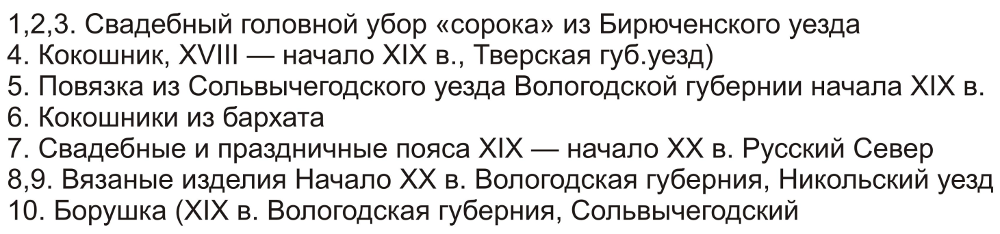 1,2,3. Свадебный головной убор «сорока» из Бирюченского уезда
4. Кокошник, XVIII — начало XIX в., Тверская губ.уезд)
5. Повязка из Сольвычегодского уезда Вологодской губернии начала XIX в.
6. Кокошники из бархата
7. Свадебные и праздничные пояса XIX — начало XX в. Русский Север
8,9. Вязаные изделия Начало XX в. Вологодская губерния, Никольский уезд
10. Борушка (XIX в. Вологодская губерния, Сольвычегодский